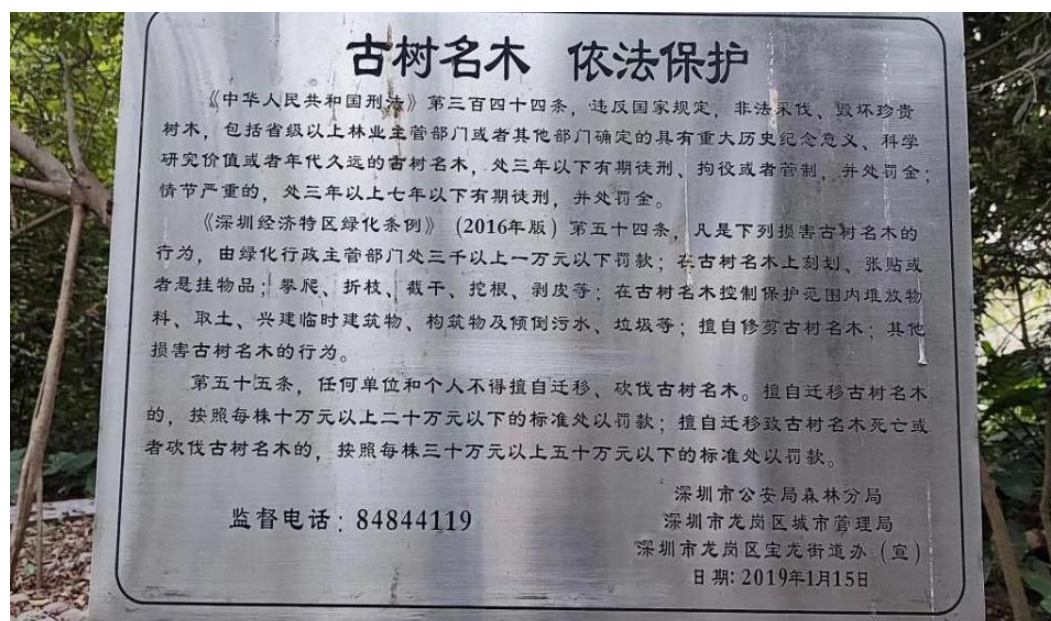 古树名木 依法保护
《中华人民共和国刑法》第三百四十四条，违反国家规定，非法采伐、毁坏珍贵
树木，包括省级以上林业主管部门或者其他部门确定的具有重大历史纪念意义、科学
研究价值或者年代久远的古树名木，处三年以下有期徒刑、拘役或者管制，并处罚金；
情节严重的，处三年以上七年以下有期徒刑，并处罚金。
《深圳经济特区绿化条例》（2016年版）第五十四条，凡是下列损害古树名木的
行为，由绿化行政主管部门处三千以上一万元以下罚款；在古树名木上刻划、张贴或
者悬挂物品；攀爬、折枝、截干、挖根、剥皮等；在古树名木控制保护范围内堆放物
料、取土、兴建临时建筑物、构筑物及倾倒污水、垃圾等；擅自修剪古树名木；其他
损害古树名木的行为。
第五十五条，任何单位和个人不得擅自迁移、砍伐古树名木。擅自迁移古树名木
的，按照每株十万元以上二十万元以下的标准处以罚款；擅自迁移致古树名木死亡或
者砍伐古树名木的，按照每株三十万元以上五十万元以下的标准处以罚款。
深圳市公安局森林分局
监督电话：84844119
深圳市龙岗区城市管理局
深圳市龙岗区宝龙街道办（宣）
日期：2019年1月15日